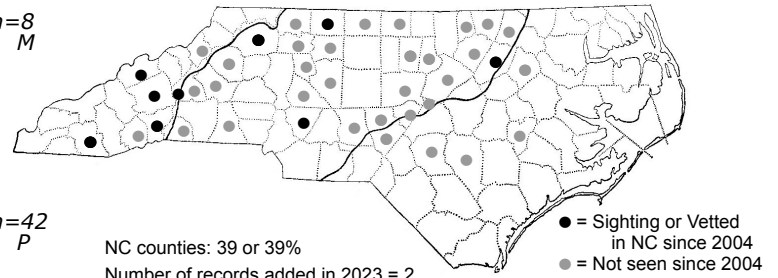 n=8
M
n=42
P
NC counties: 39 or 39%
Number of records added in 2023 = 2
● = Sighting or Vetted
in NC since 2004
● = Not seen since 2004